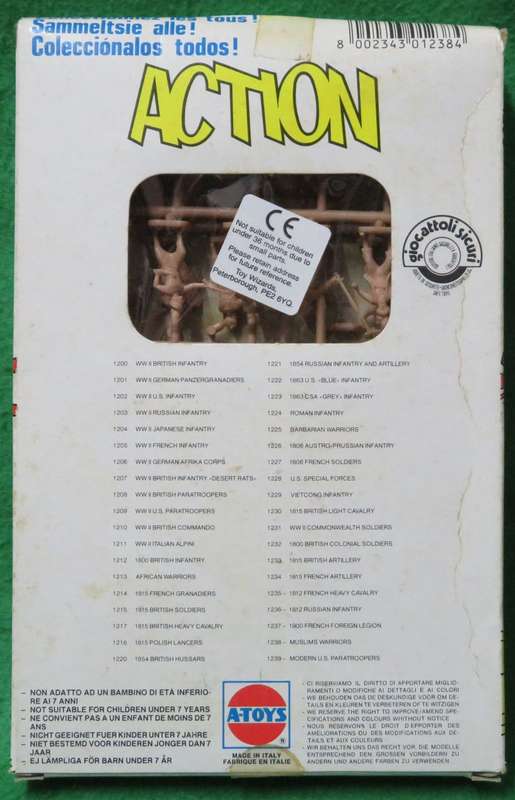 Sammeltsie alle!
Coleccionálos todos!
8 002343 012384
ACTION
CE
Not suitable for children
under 36 months due to
small parts.
Please retain address
for future reference.
Toy Wizards,
Peterborough, PE2 6YQ.
giocattoli sicuri
1200 WW II BRITISH INFANTRY
1201 WW II GERMAN PANZERGRANADIERS
1202 WW II U.S. INFANTRY
1203 WW II RUSSIAN INFANTRY
1204 WW II JAPANESE INFANTRY
1205 WW II FRENCH INFANTRY
1206 WW II GERMAN AFRIKA CORPS
1207 WW II BRITISH INFANTRY «DESERT RATS»
1208 WW II BRITISH PARATROOPERS
1209 WW II U.S. PARATROOPERS
1210 WW II BRITISH COMMANDO
1211 WW II ITALIAN ALPINI
1212 1800 BRITISH INFANTRY
1213 AFRICAN WARRIORS
1214 1815 FRENCH GRANADIERS
1215 1815 BRITISH SOLDIERS
1217 1815 BRITISH HEAVY CAVALRY
1216 1815 POLISH LANCERS
1220 1854 BRITISH HUSSARS
1221 1854 RUSSIAN INFANTRY AND ARTILLERY
1222 1863 U.S. «BLUE» INFANTRY
1223 1863 CSA «GREY» INFANTRY
1224 ROMAN INFANTRY
1225 BARBARIAN WARRIORS
1226 1806 AUSTRO/PRUSSIAN INFANTRY
1227 1806 FRENCH SOLDIERS
1228 U.S. SPECIAL FORCES
1229 VIETCONG INFANTRY
1230 1815 BRITISH LIGHT CAVALRY
1231 WW II COMMONWEALTH SOLDIERS
1232 1800 BRITISH COLONIAL SOLDIERS
1233 1815 BRITISH ARTILLERY
1234 1815 FRENCH ARTILLERY
1235 – 1812 FRENCH HEAVY CAVALRY
1236 – 1812 RUSSIAN INFANTRY
1237 – 1900 FRENCH FOREIGN LEGION
1238 – MUSLIMS WARRIORS
1239 – MODERN U.S. PARATROOPERS
– NON ADATTO AD UN BAMBINO DI ETÀ INFERIO-
RE AI 7 ANNI
– NOT SUITABLE FOR CHILDREN UNDER 7 YEARS
– NE CONVIENT PAS A UN ENFANT DE MOINS DE 7
ANS
– NICHT GEEIGNET FUER KINDER UNTER 7 JAHRE
– NIET BESTEMD VOOR KINDEREN JONGER DAN 7
JAAR
– EJ LÄMPLIGA FÖR BARN UNDER 7 ÅR
A-TOYS
MADE IN ITALY
FABRIQUE EN ITALIE
- CI RISERVIAMO IL DIRITTO DI APPORTARE MIGLIO-
RAMENTI O MODIFICHE AI DETTAGLI E AI COLORI
- WE BEHOUDEN DAS DE DESKUNDIGE VOOR OM DE-
TAILS EN KLEUREN TE VERBETEREN OF TE WITZIGEN
- WE RESERVE THE RIGHT TO IMPROVE/AMEND SPE-
CIFICATIONS AND COLOURS WHITHOUT NOTICE
- NOUS RESERVONS LE DROIT D'EPPORTER DES
AMÉLIORATIONS OU DES MODIFICATIONS AUX DE-
TAILS ET AUX COLEURS
- WIR BEHALTEN UNS DAS RECHT VOR, DIE MODELLE
ENTSPRECHEND DEN GROSSEN VORBILDERN ZU
ANDERN UND ANDERE FARBEN ZU VERWENDEN